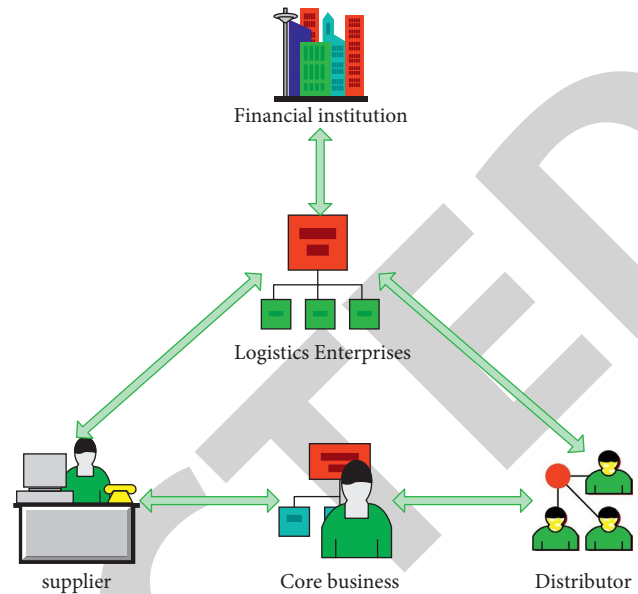 Financial institution
Logistics Enterprises
supplier
Core business
Distributor